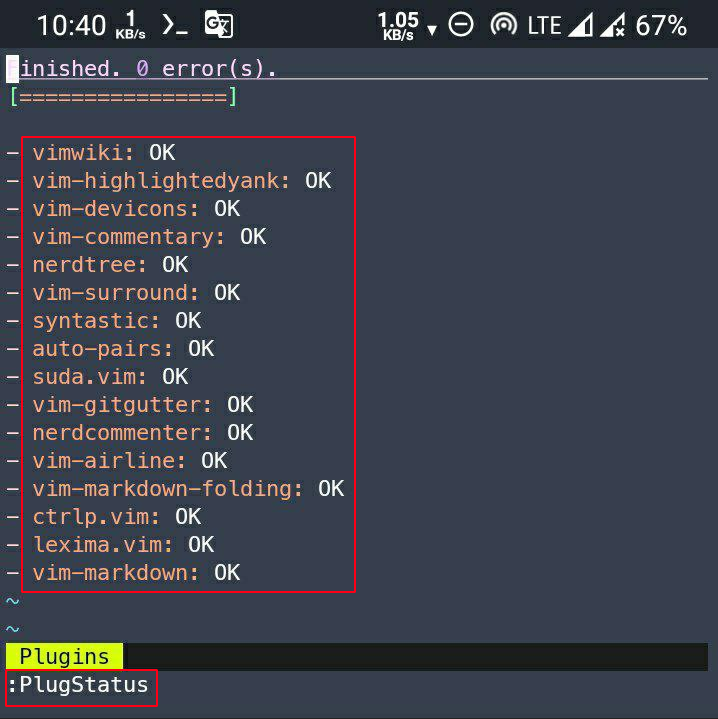 10:40 1 KB/s 1.05 KB/s LTE 67%
Finished. 0 error(s).
[================]
- vimwiki: OK
- vim-highlightedyank: OK
- vim-devicons: OK
- vim-commentary: OK
- nerdtree: OK
- vim-surround: OK
- syntastic: OK
- auto-pairs: OK
- suda.vim: OK
- vim-gitgutter: OK
- nerdcommenter: OK
- vim-airline: OK
- vim-markdown-folding: OK
- ctrlp.vim: OK
- lexima.vim: OK
- vim-markdown: OK
~
~
Plugins
:PlugStatus